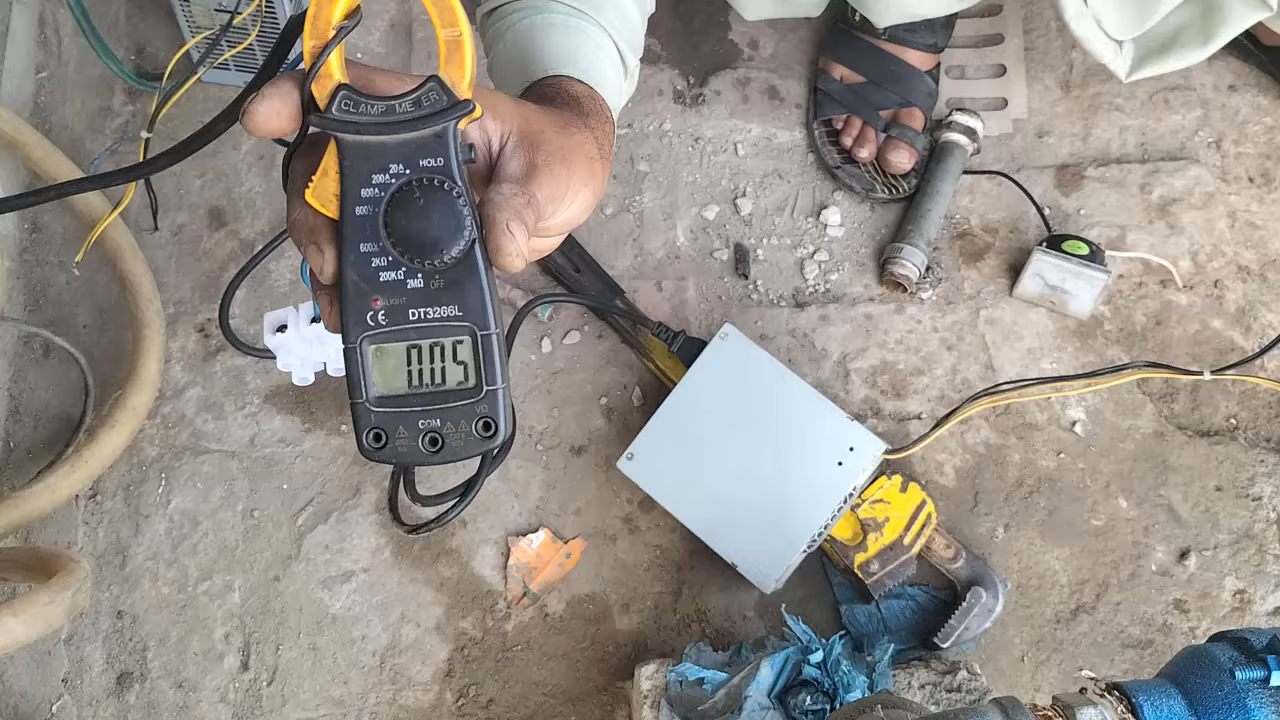 CLAMP METER
HOLD
20A
200A
600A
600V
600V
2KΩ
200KΩ
2MΩ
OFF
LIGHT
CE
DT3266L
0.05
COM
VΩ